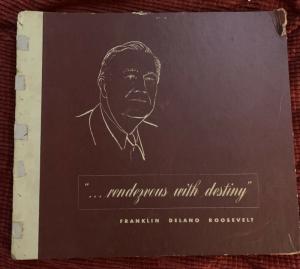 "... rendezvous with destiny"
FRANKLIN DELANO ROOSEVELT